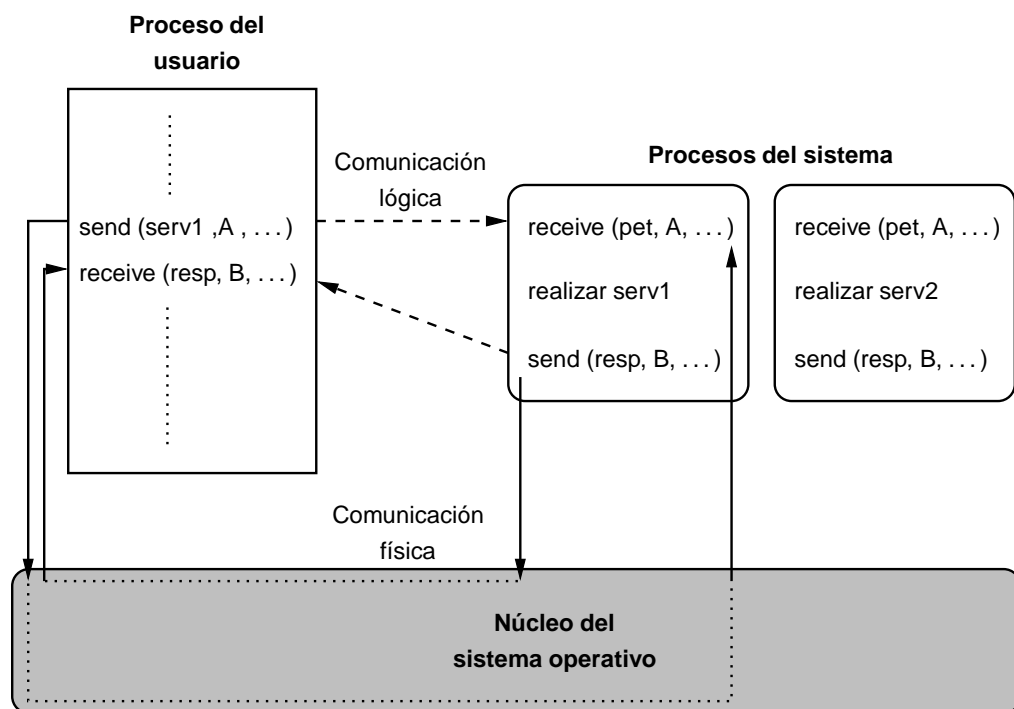 Proceso del
usuario
send (serv1 ,A , ...)
receive (resp, B, ...)
Comunicación
lógica
Procesos del sistema
receive (pet, A, ...)
realizar serv1
send (resp, B, ...)
receive (pet, A, ...)
realizar serv2
send (resp, B, ...)
Comunicación
física
Núcleo del
sistema operativo